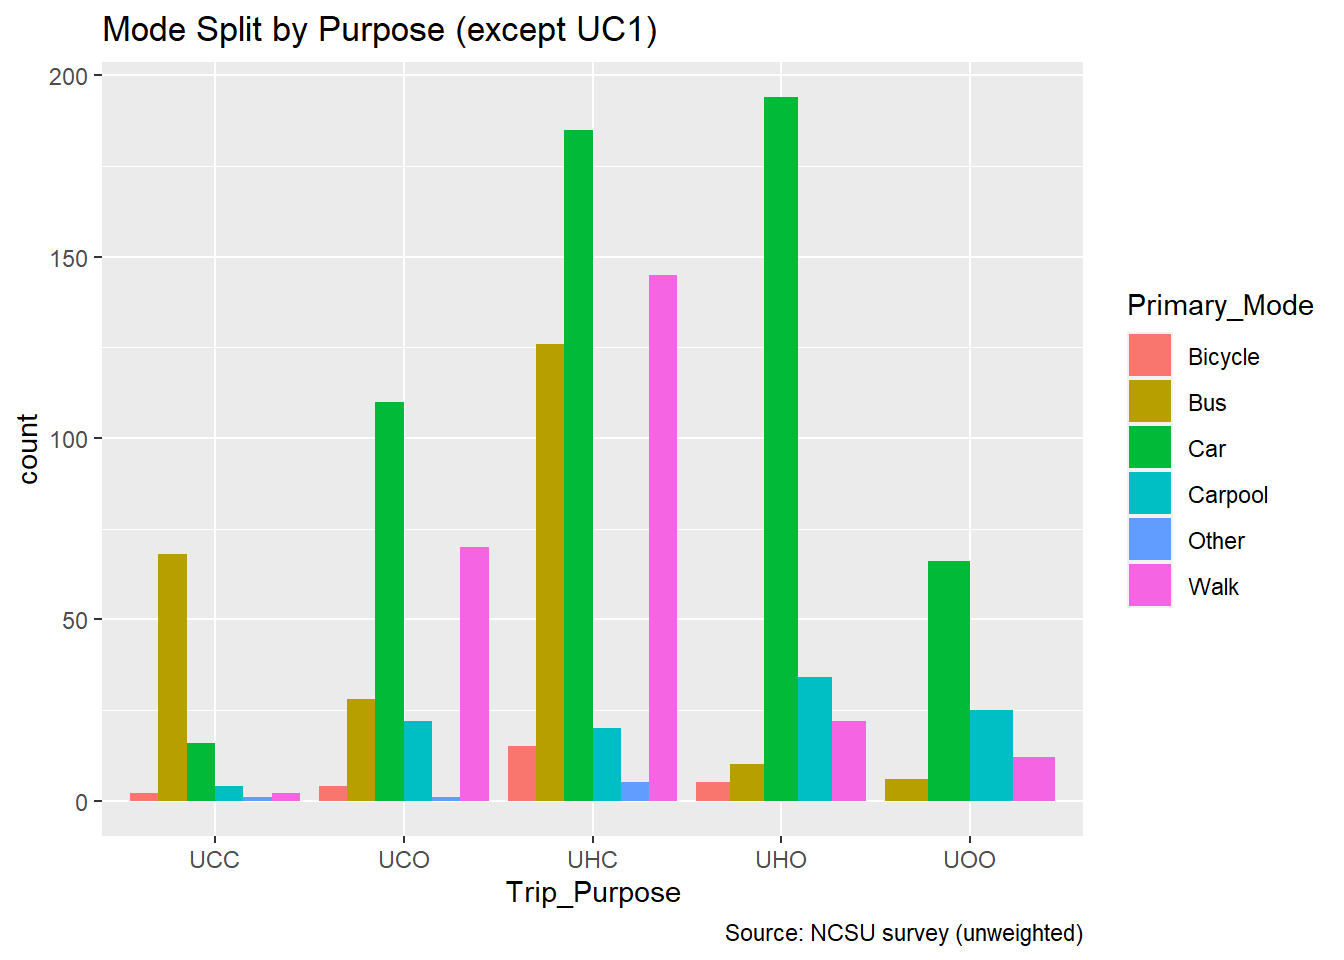 Mode Split by Purpose (except UC1)
200
150
100
50
0
count
UCC UCO UHC UHO UOO
Trip_Purpose
Primary_Mode
Bicycle
Bus
Car
Carpool
Other
Walk
Source: NCSU survey (unweighted)